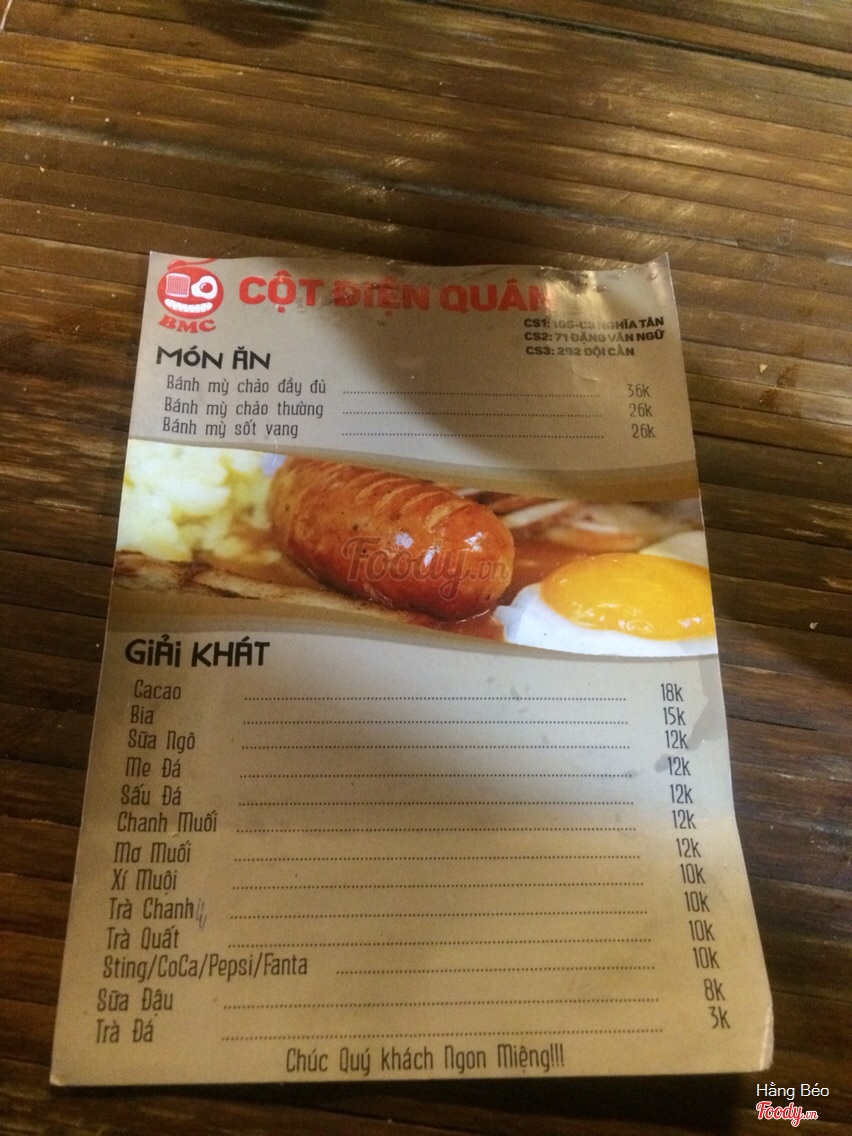 BMC
CỘT ĐIỆN QUÁN
CS1: 105-C3 NGHĨA TÂN
CS2: 71 ĐẶNG VĂN NGỮ
CS3: 292 ĐỘI CẤN
MÓN ĂN
Bánh mỳ chảo đầy đủ 36k
Bánh mỳ chảo thường 26k
Bánh mỳ sốt vang 26k
Foody.vn
GIẢI KHÁT
Cacao 18k
Bia 15k
Sữa Ngô 12k
Me Đá 12k
Sấu Đá 12k
Chanh Muối 12k
Mơ Muối 12k
Xí Muội 10k
Trà Chanh 10k
Trà Quất 10k
Sting/CoCa/Pepsi/Fanta 10k
Sữa Đậu 8k
Trà Đá 3k
Chúc Quý khách Ngon Miệng!!!
Hằng Béo
Foody.vn